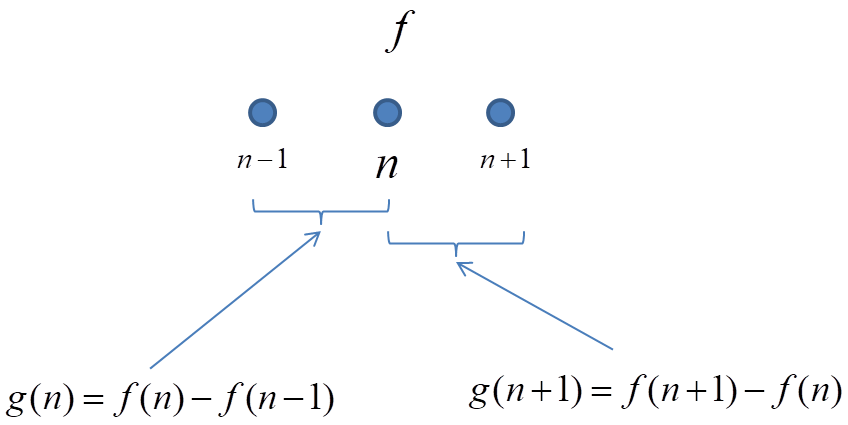 f
n−1 n n+1
g(n) = f(n) − f(n−1) g(n+1) = f(n+1) − f(n)